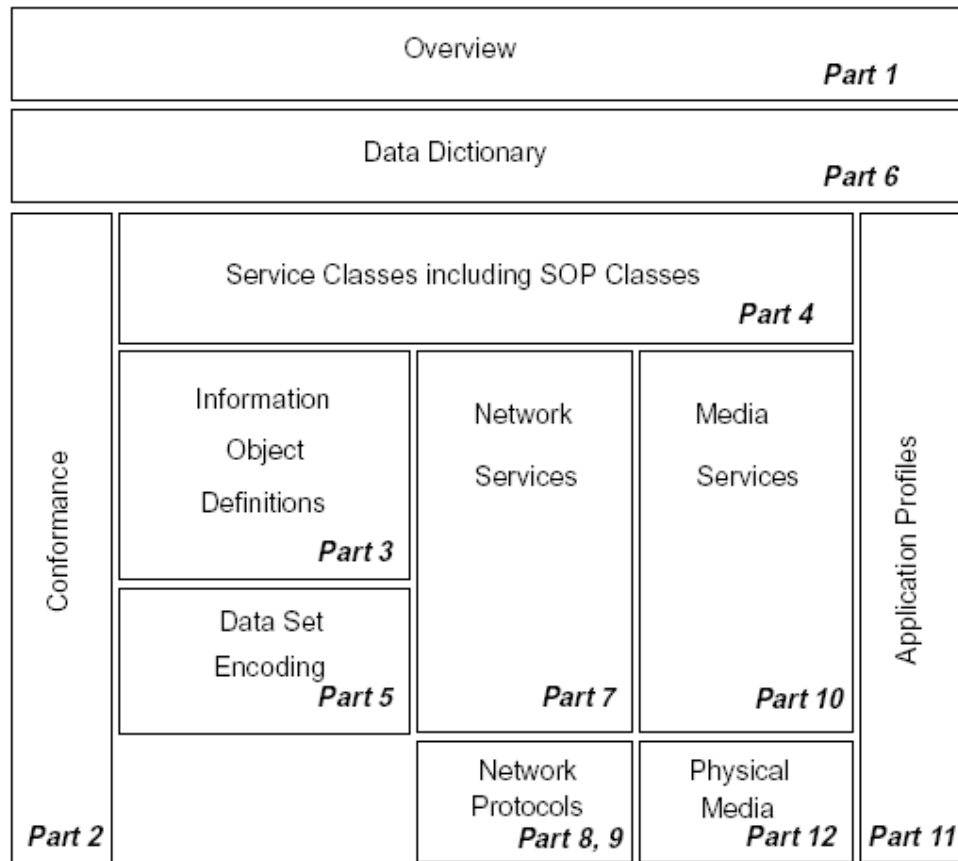 Overview
Part 1
Data Dictionary
Part 6
Conformance
Part 2
Service Classes including SOP Classes
Part 4
Information
Object
Definitions
Part 3
Data Set
Encoding
Part 5
Network
Services
Part 7
Network
Protocols
Part 8, 9
Media
Services
Part 10
Physical
Media
Part 12
Application Profiles
Part 11